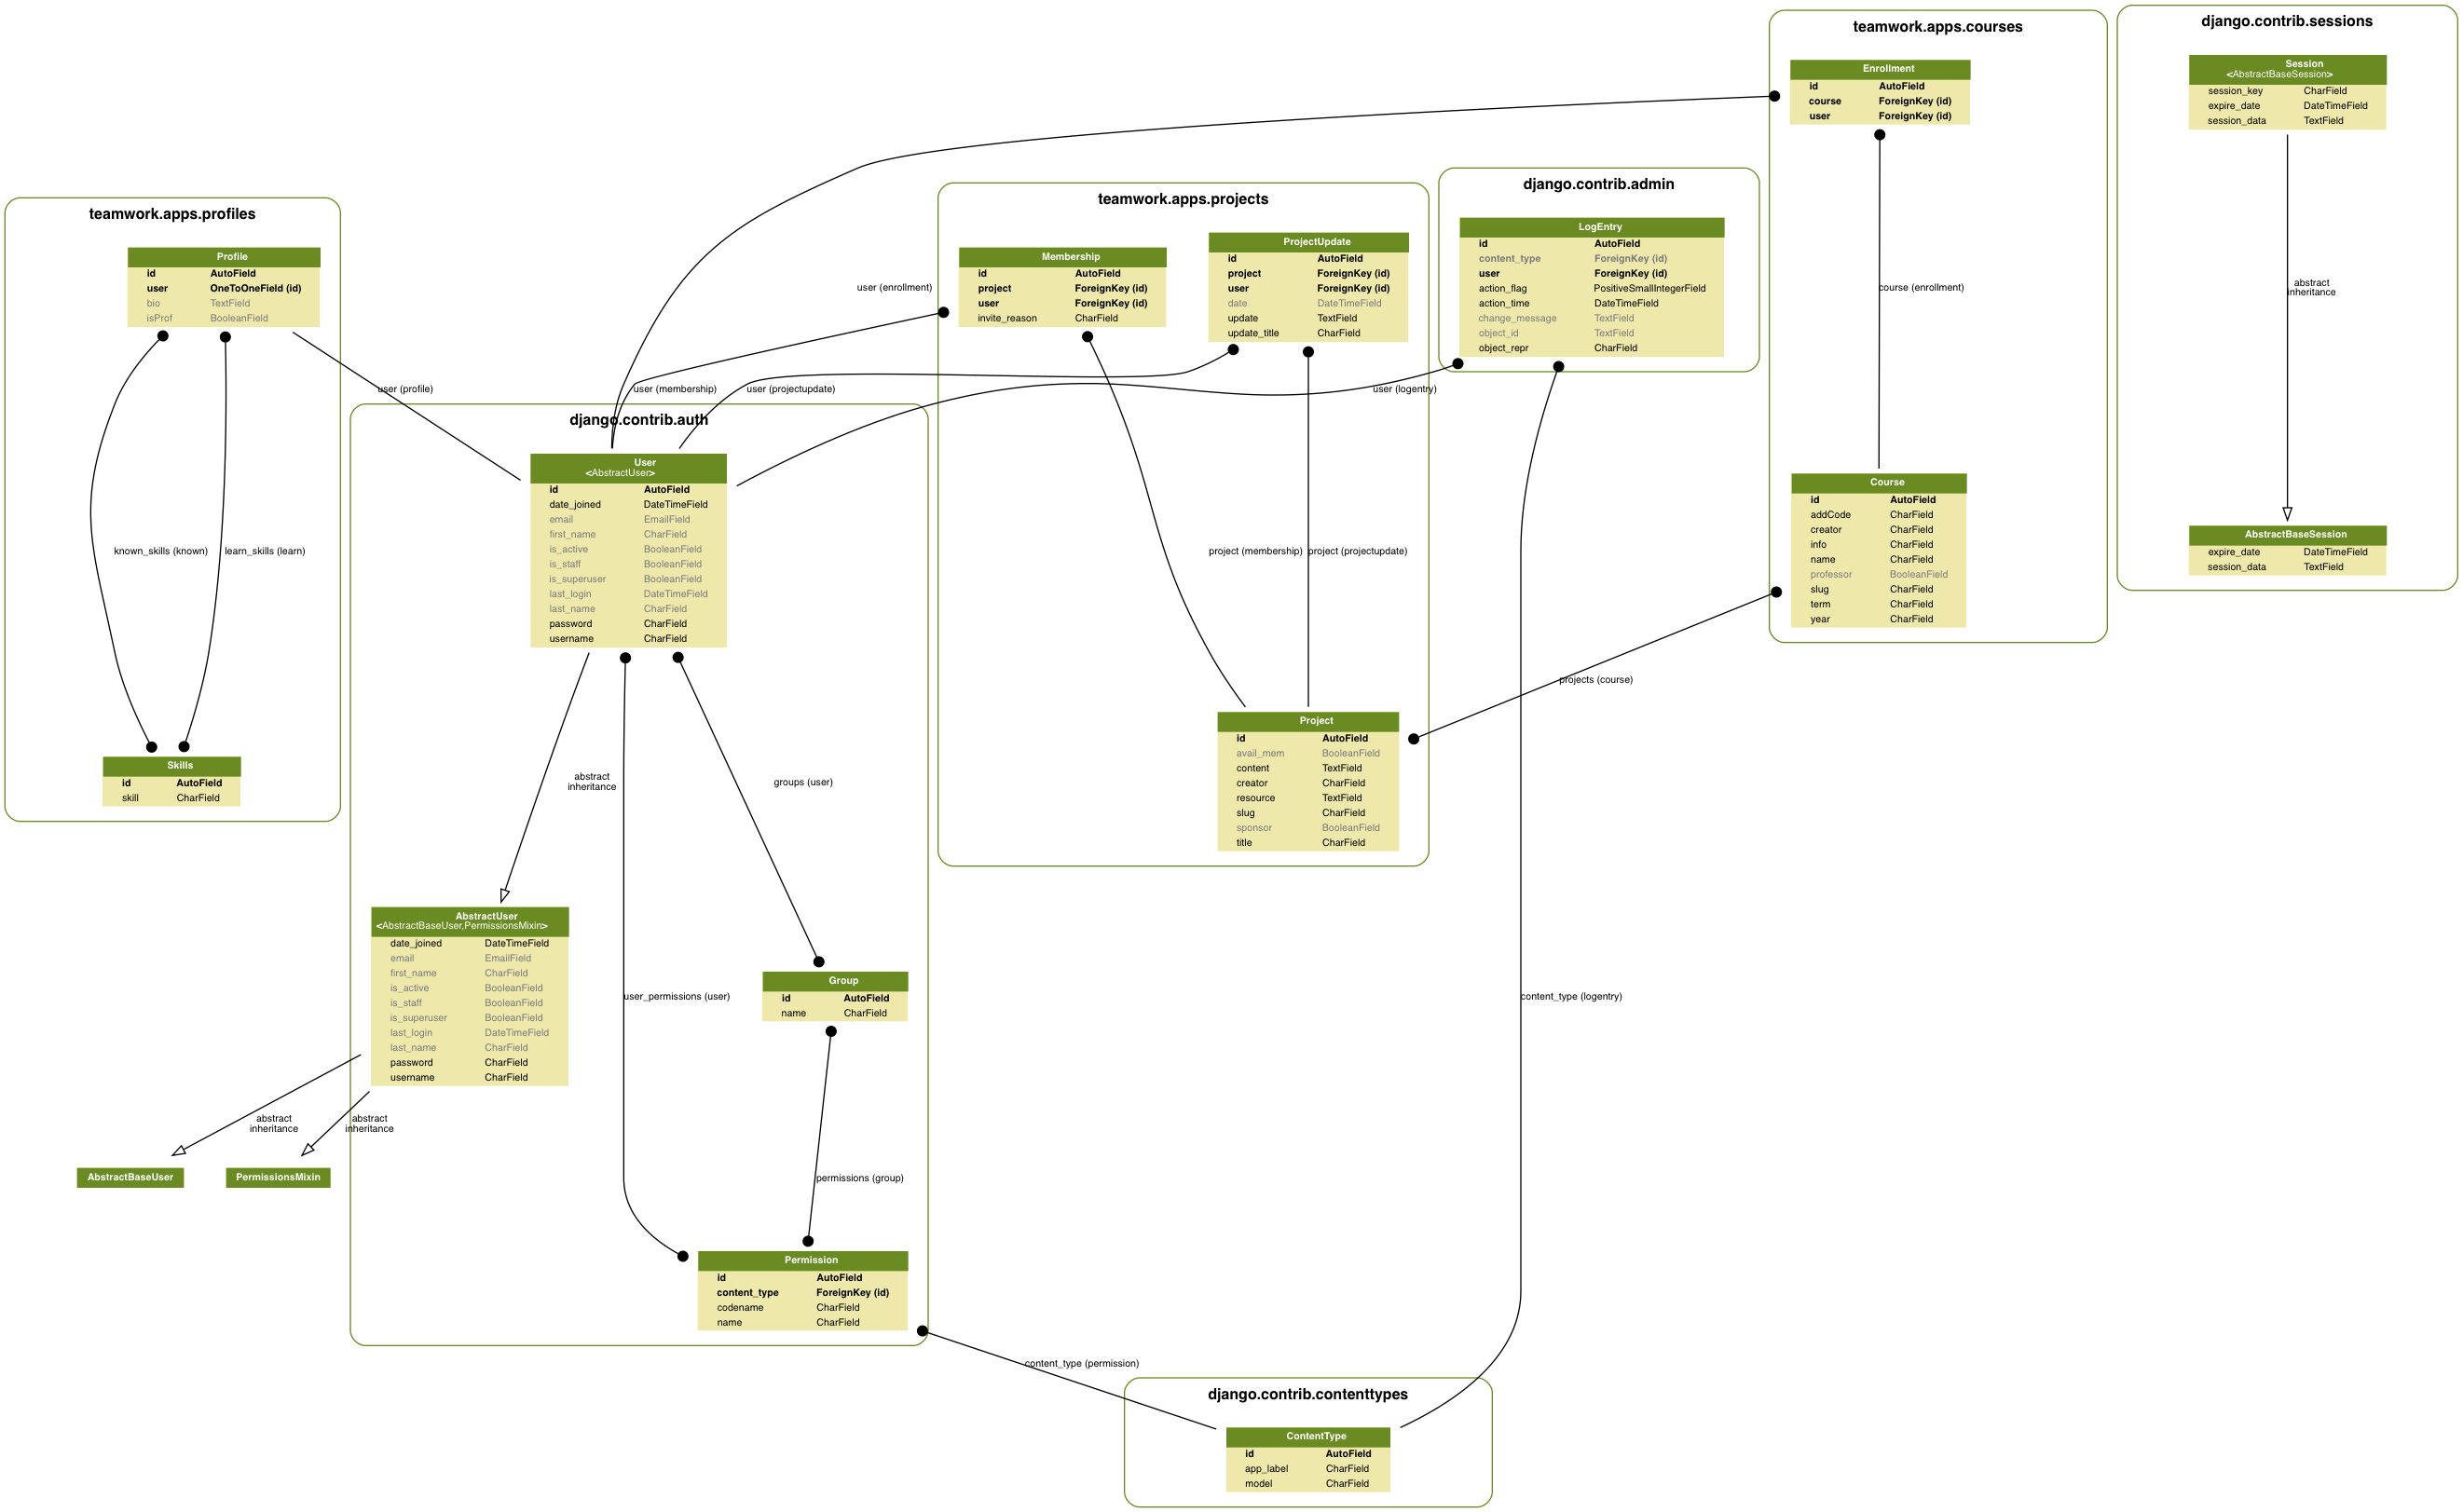 teamwork.apps.courses
Enrollment
id AutoField
course ForeignKey (id)
user ForeignKey (id)
course (enrollment)
Course
id AutoField
addCode CharField
creator CharField
info CharField
name CharField
professor BooleanField
slug CharField
term CharField
year CharField
django.contrib.sessions
Session
<AbstractBaseSession>
session_key CharField
expire_date DateTimeField
session_data TextField
abstract
inheritance
AbstractBaseSession
expire_date DateTimeField
session_data TextField
teamwork.apps.profiles
Profile
id AutoField
user OneToOneField (id)
bio TextField
isProf BooleanField
user (profile)
known_skills (known)
learn_skills (learn)
Skills
id AutoField
skill CharField
teamwork.apps.projects
Membership
id AutoField
project ForeignKey (id)
user ForeignKey (id)
invite_reason CharField
ProjectUpdate
id AutoField
project ForeignKey (id)
user ForeignKey (id)
date DateTimeField
update TextField
update_title CharField
project (membership)
project (projectupdate)
Project
id AutoField
avail_mem BooleanField
content TextField
creator CharField
resource TextField
slug CharField
sponsor BooleanField
title CharField
projects (course)
django.contrib.admin
LogEntry
id AutoField
content_type ForeignKey (id)
user ForeignKey (id)
action_flag PositiveSmallIntegerField
action_time DateTimeField
change_message TextField
object_id TextField
object_repr CharField
user (enrollment)
user (membership)
user (projectupdate)
user (logentry)
django.contrib.auth
User
<AbstractUser>
id AutoField
date_joined DateTimeField
email EmailField
first_name CharField
is_active BooleanField
is_staff BooleanField
is_superuser BooleanField
last_login DateTimeField
last_name CharField
password CharField
username CharField
abstract
inheritance
groups (user)
user_permissions (user)
AbstractUser
<AbstractBaseUser,PermissionsMixin>
date_joined DateTimeField
email EmailField
first_name CharField
is_active BooleanField
is_staff BooleanField
is_superuser BooleanField
last_login DateTimeField
last_name CharField
password CharField
username CharField
Group
id AutoField
name CharField
abstract
inheritance
abstract
inheritance
AbstractBaseUser
PermissionsMixin
permissions (group)
Permission
id AutoField
content_type ForeignKey (id)
codename CharField
name CharField
content_type (logentry)
content_type (permission)
django.contrib.contenttypes
ContentType
id AutoField
app_label CharField
model CharField